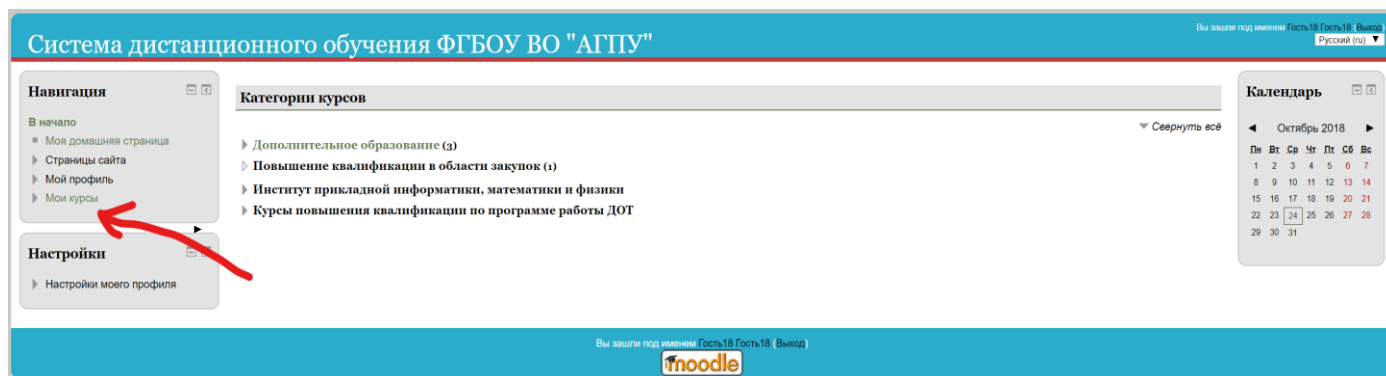 Вы зашли под именем Гость18 Гость18 (Выход)
Русский (ru) ▼
Система дистанционного обучения ФГБОУ ВО "АГПУ"
Навигация
В начало
Моя домашняя страница
Страницы сайта
Мой профиль
Мои курсы
Настройки
Настройки моего профиля
Категории курсов
Свернуть всё
Дополнительное образование (3)
Повышение квалификации в области закупок (1)
Институт прикладной информатики, математики и физики
Курсы повышения квалификации по программе работы ДОТ
Календарь
◄ Октябрь 2018 ►
Пн Вт Ср Чт Пт Сб Вс
1 2 3 4 5 6 7
8 9 10 11 12 13 14
15 16 17 18 19 20 21
22 23 24 25 26 27 28
29 30 31
Вы зашли под именем Гость18 Гость18 (Выход)
moodle